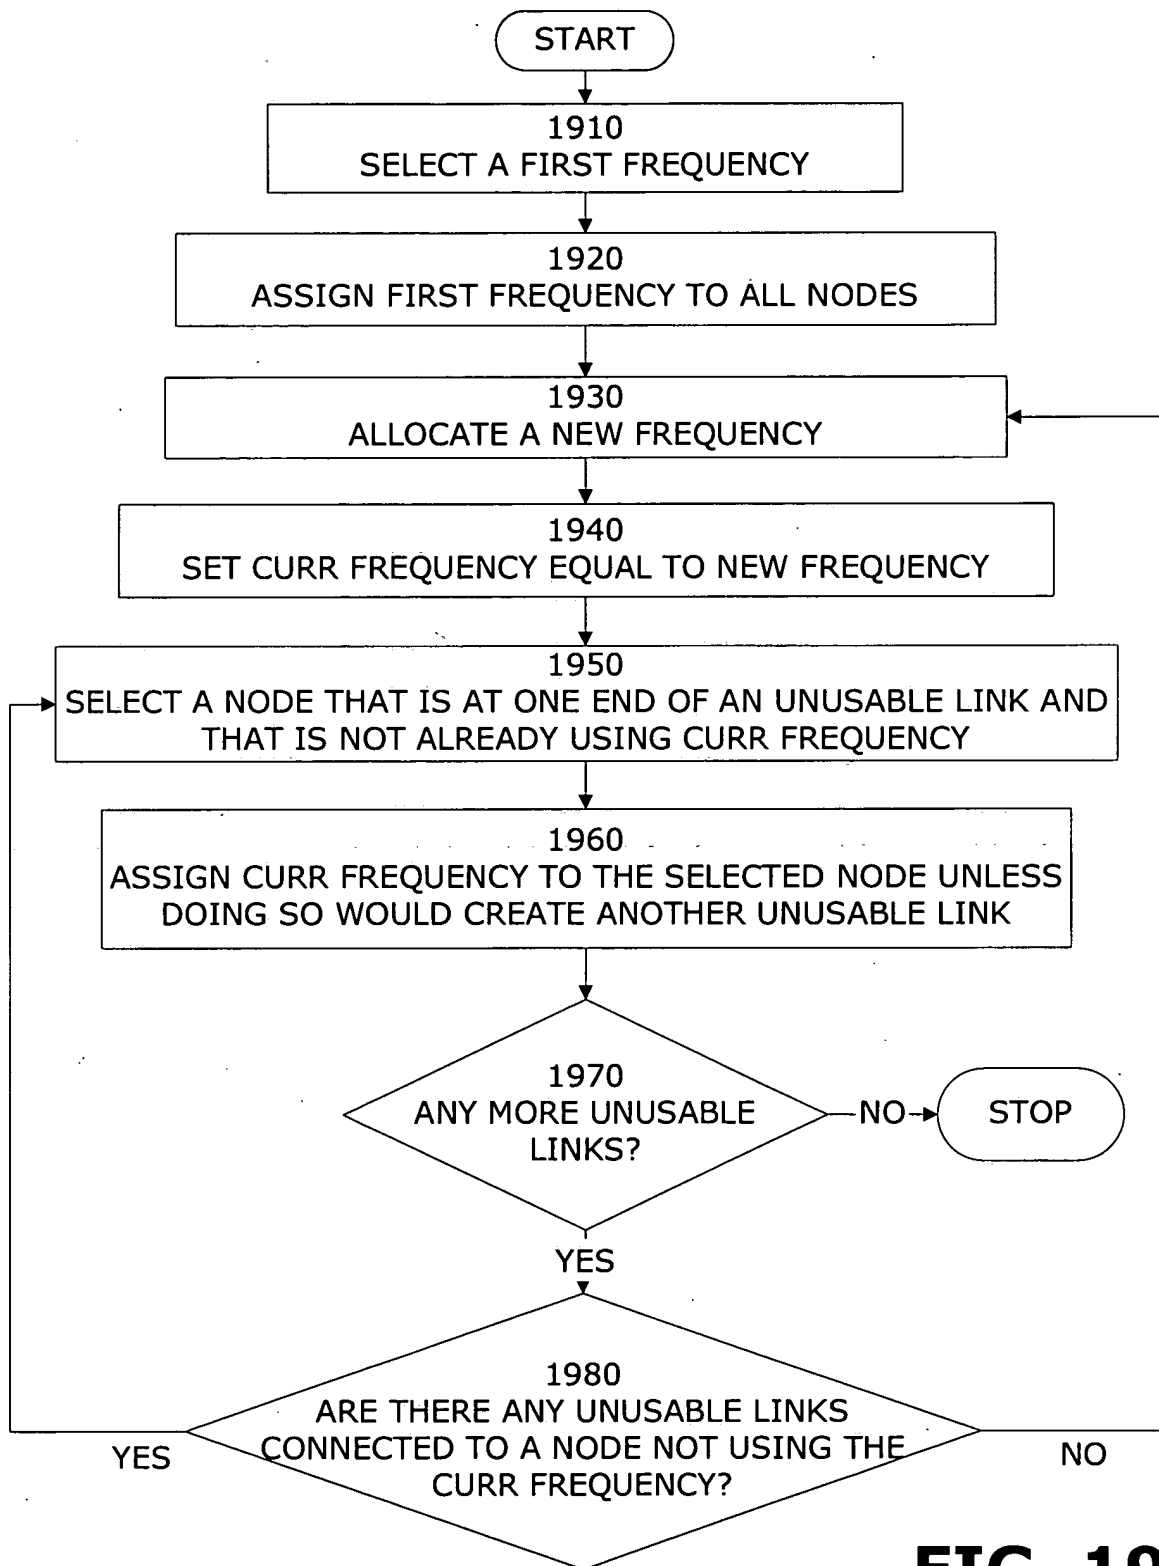 START
1910
SELECT A FIRST FREQUENCY
1920
ASSIGN FIRST FREQUENCY TO ALL NODES
1930
ALLOCATE A NEW FREQUENCY
1940
SET CURR FREQUENCY EQUAL TO NEW FREQUENCY
1950
SELECT A NODE THAT IS AT ONE END OF AN UNUSABLE LINK AND
THAT IS NOT ALREADY USING CURR FREQUENCY
1960
ASSIGN CURR FREQUENCY TO THE SELECTED NODE UNLESS
DOING SO WOULD CREATE ANOTHER UNUSABLE LINK
1970
ANY MORE UNUSABLE
LINKS?
NO
STOP
YES
1980
ARE THERE ANY UNUSABLE LINKS
CONNECTED TO A NODE NOT USING THE
CURR FREQUENCY?
YES
NO
FIG. 19